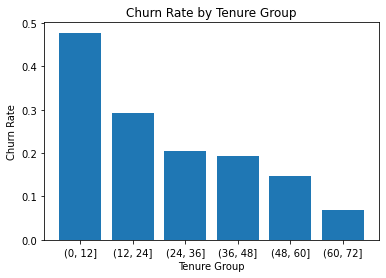 Churn Rate by Tenure Group
Churn Rate
0.5
0.4
0.3
0.2
0.1
0.0
(0, 12] (12, 24] (24, 36] (36, 48] (48, 60] (60, 72]
Tenure Group